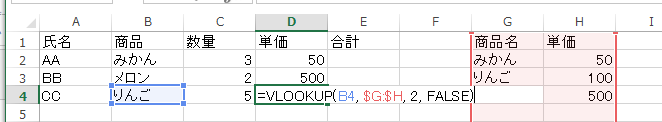 A B C D E F G H
1 氏名 商品 数量 単価 合計 商品名 単価
2 AA みかん 3 50 みかん 50
3 BB メロン 2 500 りんご 100
4 CC りんご 5 =VLOOKUP(B4, $G:$H, 2, FALSE) 500
5